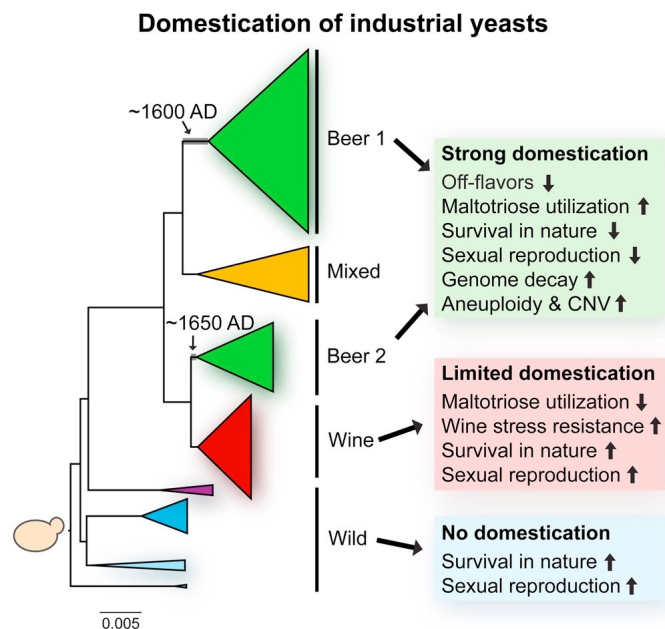 Domestication of industrial yeasts
~1600 AD
Beer 1
Mixed
~1650 AD
Beer 2
Wine
Wild
0.005
Strong domestication
Off-flavors ↓
Maltotriose utilization ↑
Survival in nature ↓
Sexual reproduction ↓
Genome decay ↑
Aneuploidy & CNV ↑
Limited domestication
Maltotriose utilization ↓
Wine stress resistance ↑
Survival in nature ↑
Sexual reproduction ↑
No domestication
Survival in nature ↑
Sexual reproduction ↑